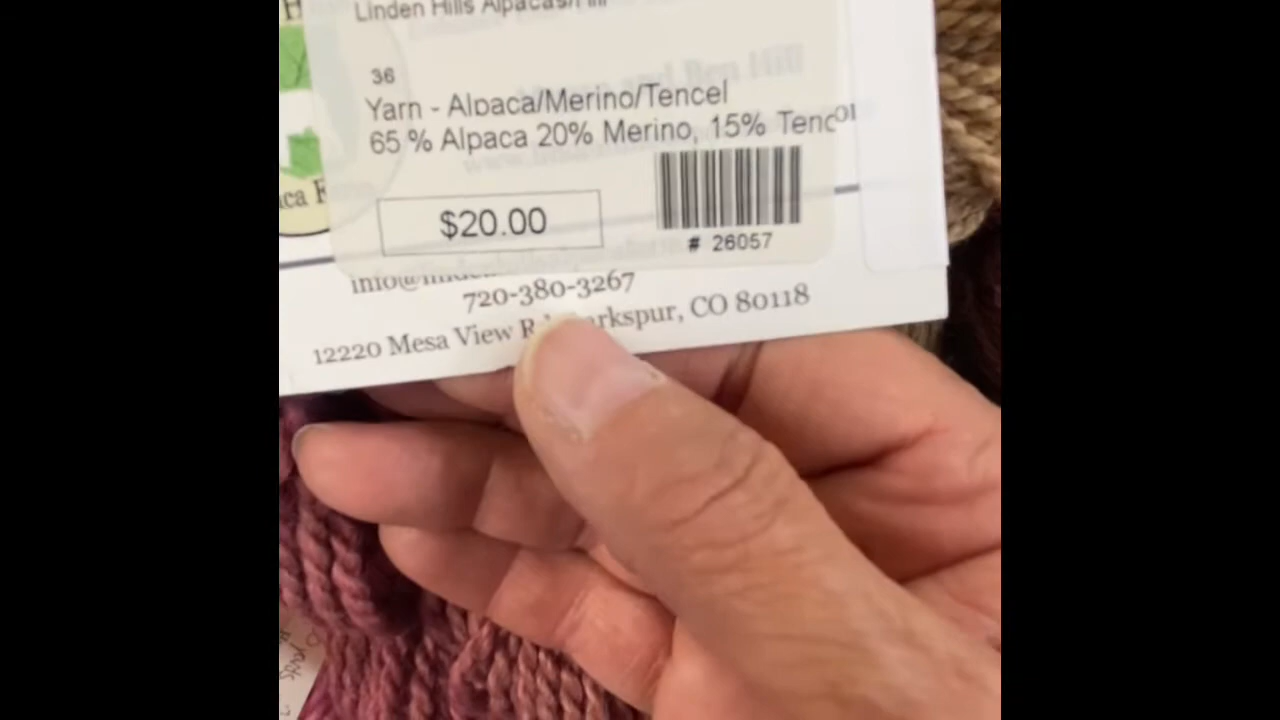 Linden Hills Alpacas/Hill
36
Yarn - Alpaca/Merino/Tencel
65 % Alpaca 20% Merino, 15% Tencel
$20.00
# 26057
720-380-3267
12220 Mesa View CO 80118